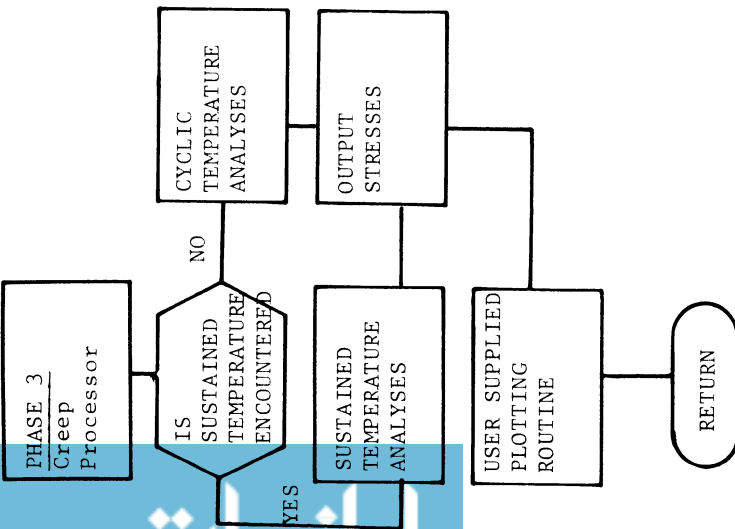 PHASE 3
Creep
Processor
IS
SUSTAINED
TEMPERATURE
ENCOUNTERED
NO
YES
CYCLIC
TEMPERATURE
ANALYSES
SUSTAINED
TEMPERATURE
ANALYSES
OUTPUT
STRESSES
USER SUPPLIED
PLOTTING
ROUTINE
RETURN